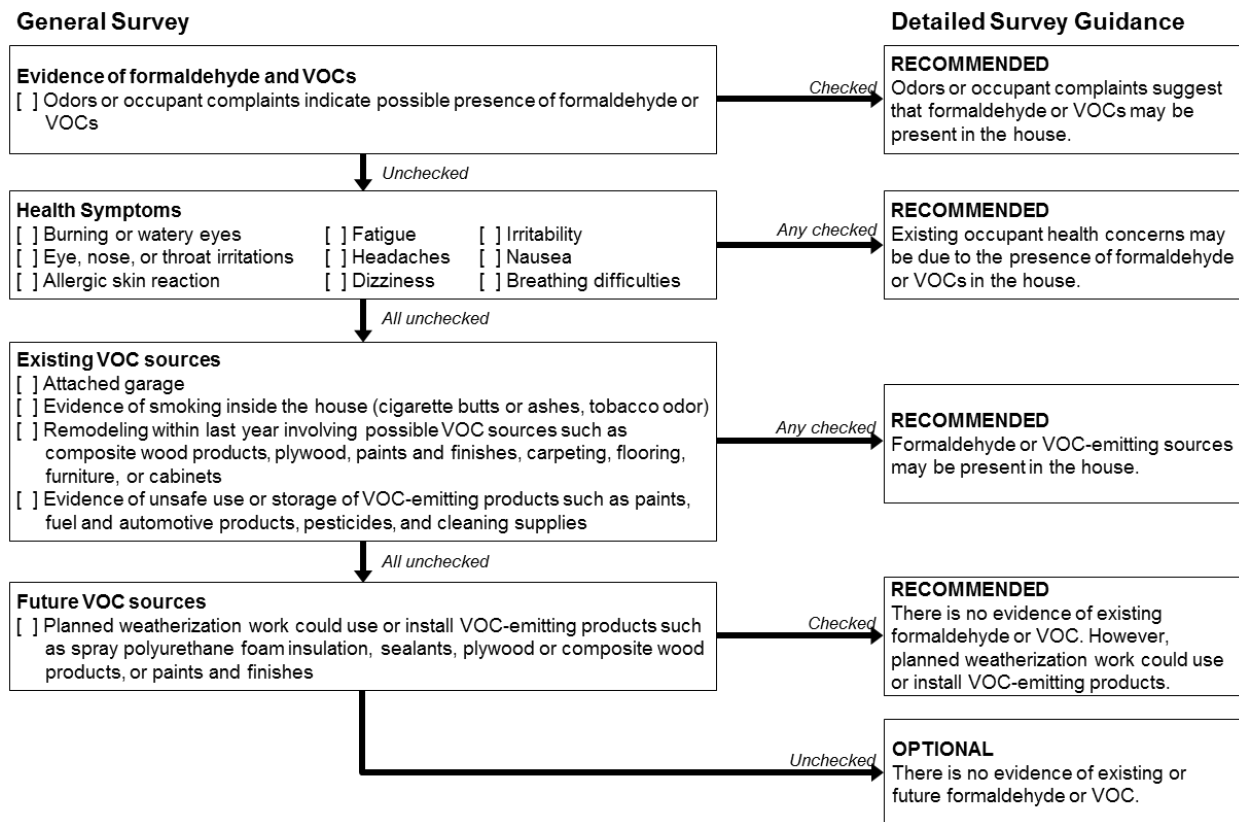 General Survey
Detailed Survey Guidance
Evidence of formaldehyde and VOCs
[ ] Odors or occupant complaints indicate possible presence of formaldehyde or
VOCs
Checked
RECOMMENDED
Odors or occupant complaints suggest
that formaldehyde or VOCs may be
present in the house.
Unchecked
Health Symptoms
[ ] Burning or watery eyes [ ] Fatigue [ ] Irritability
[ ] Eye, nose, or throat irritations [ ] Headaches [ ] Nausea
[ ] Allergic skin reaction [ ] Dizziness [ ] Breathing difficulties
Any checked
RECOMMENDED
Existing occupant health concerns may
be due to the presence of formaldehyde
or VOCs in the house.
All unchecked
Existing VOC sources
[ ] Attached garage
[ ] Evidence of smoking inside the house (cigarette butts or ashes, tobacco odor)
[ ] Remodeling within last year involving possible VOC sources such as
composite wood products, plywood, paints and finishes, carpeting, flooring,
furniture, or cabinets
[ ] Evidence of unsafe use or storage of VOC-emitting products such as paints,
fuel and automotive products, pesticides, and cleaning supplies
Any checked
RECOMMENDED
Formaldehyde or VOC-emitting sources
may be present in the house.
All unchecked
Future VOC sources
[ ] Planned weatherization work could use or install VOC-emitting products such
as spray polyurethane foam insulation, sealants, plywood or composite wood
products, or paints and finishes
Checked
RECOMMENDED
There is no evidence of existing
formaldehyde or VOC. However,
planned weatherization work could use
or install VOC-emitting products.
Unchecked
OPTIONAL
There is no evidence of existing or
future formaldehyde or VOC.